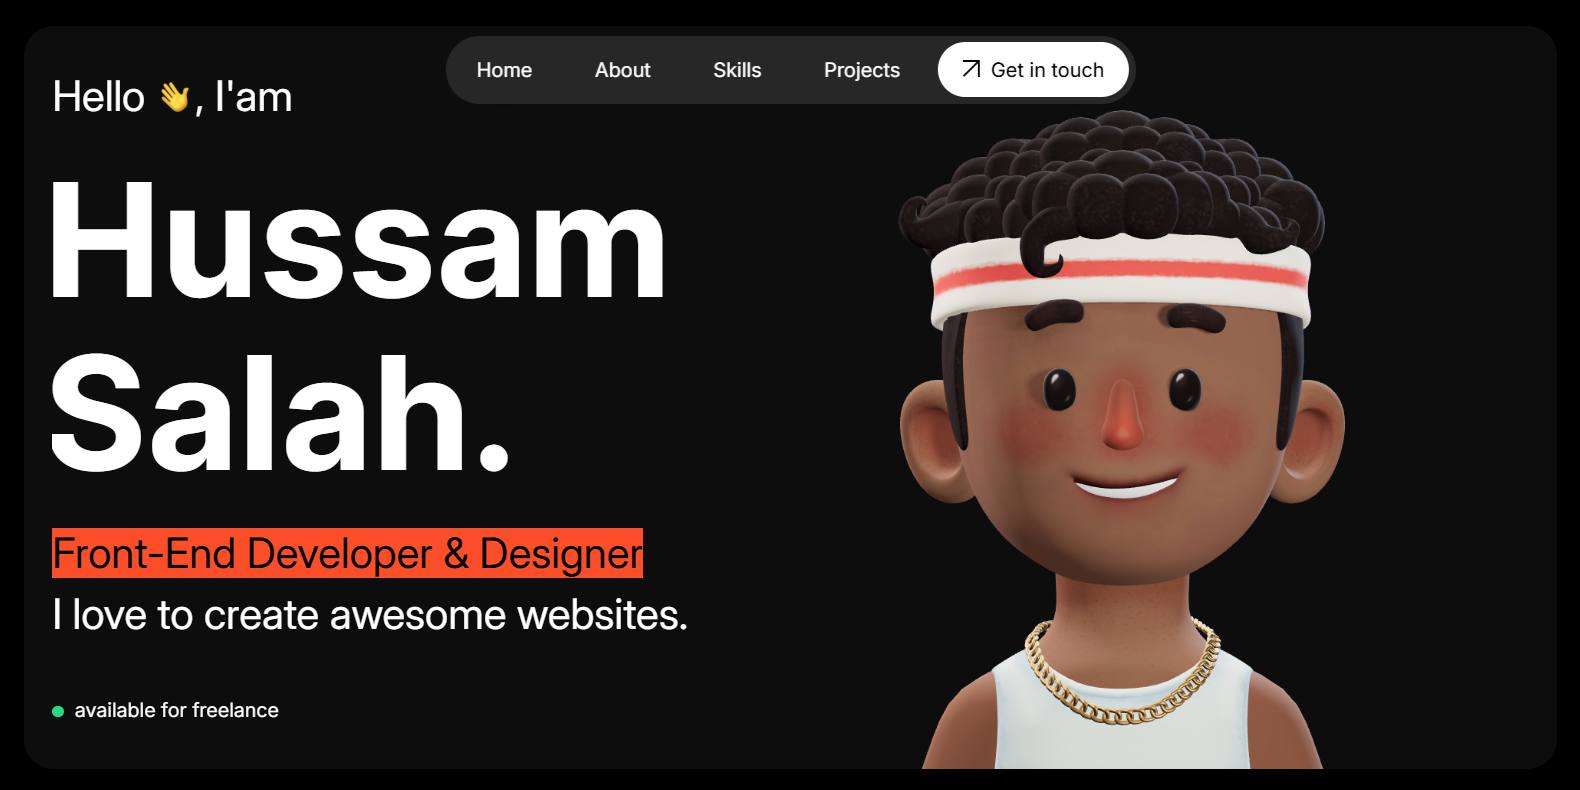 Home About Skills Projects Get in touch
Hello 👋, I'am
Hussam
Salah.
Front-End Developer & Designer
I love to create awesome websites.
available for freelance